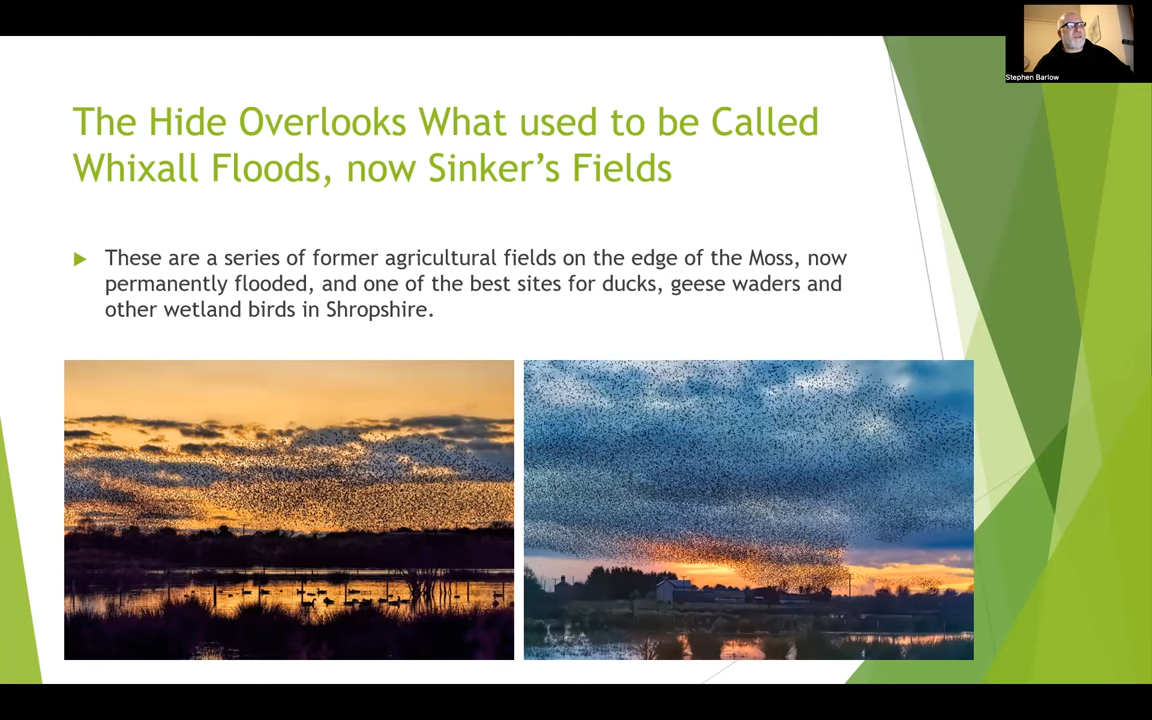 Stephen Barlow
The Hide Overlooks What used to be Called
Whixall Floods, now Sinker’s Fields
These are a series of former agricultural fields on the edge of the Moss, now
permanently flooded, and one of the best sites for ducks, geese waders and
other wetland birds in Shropshire.